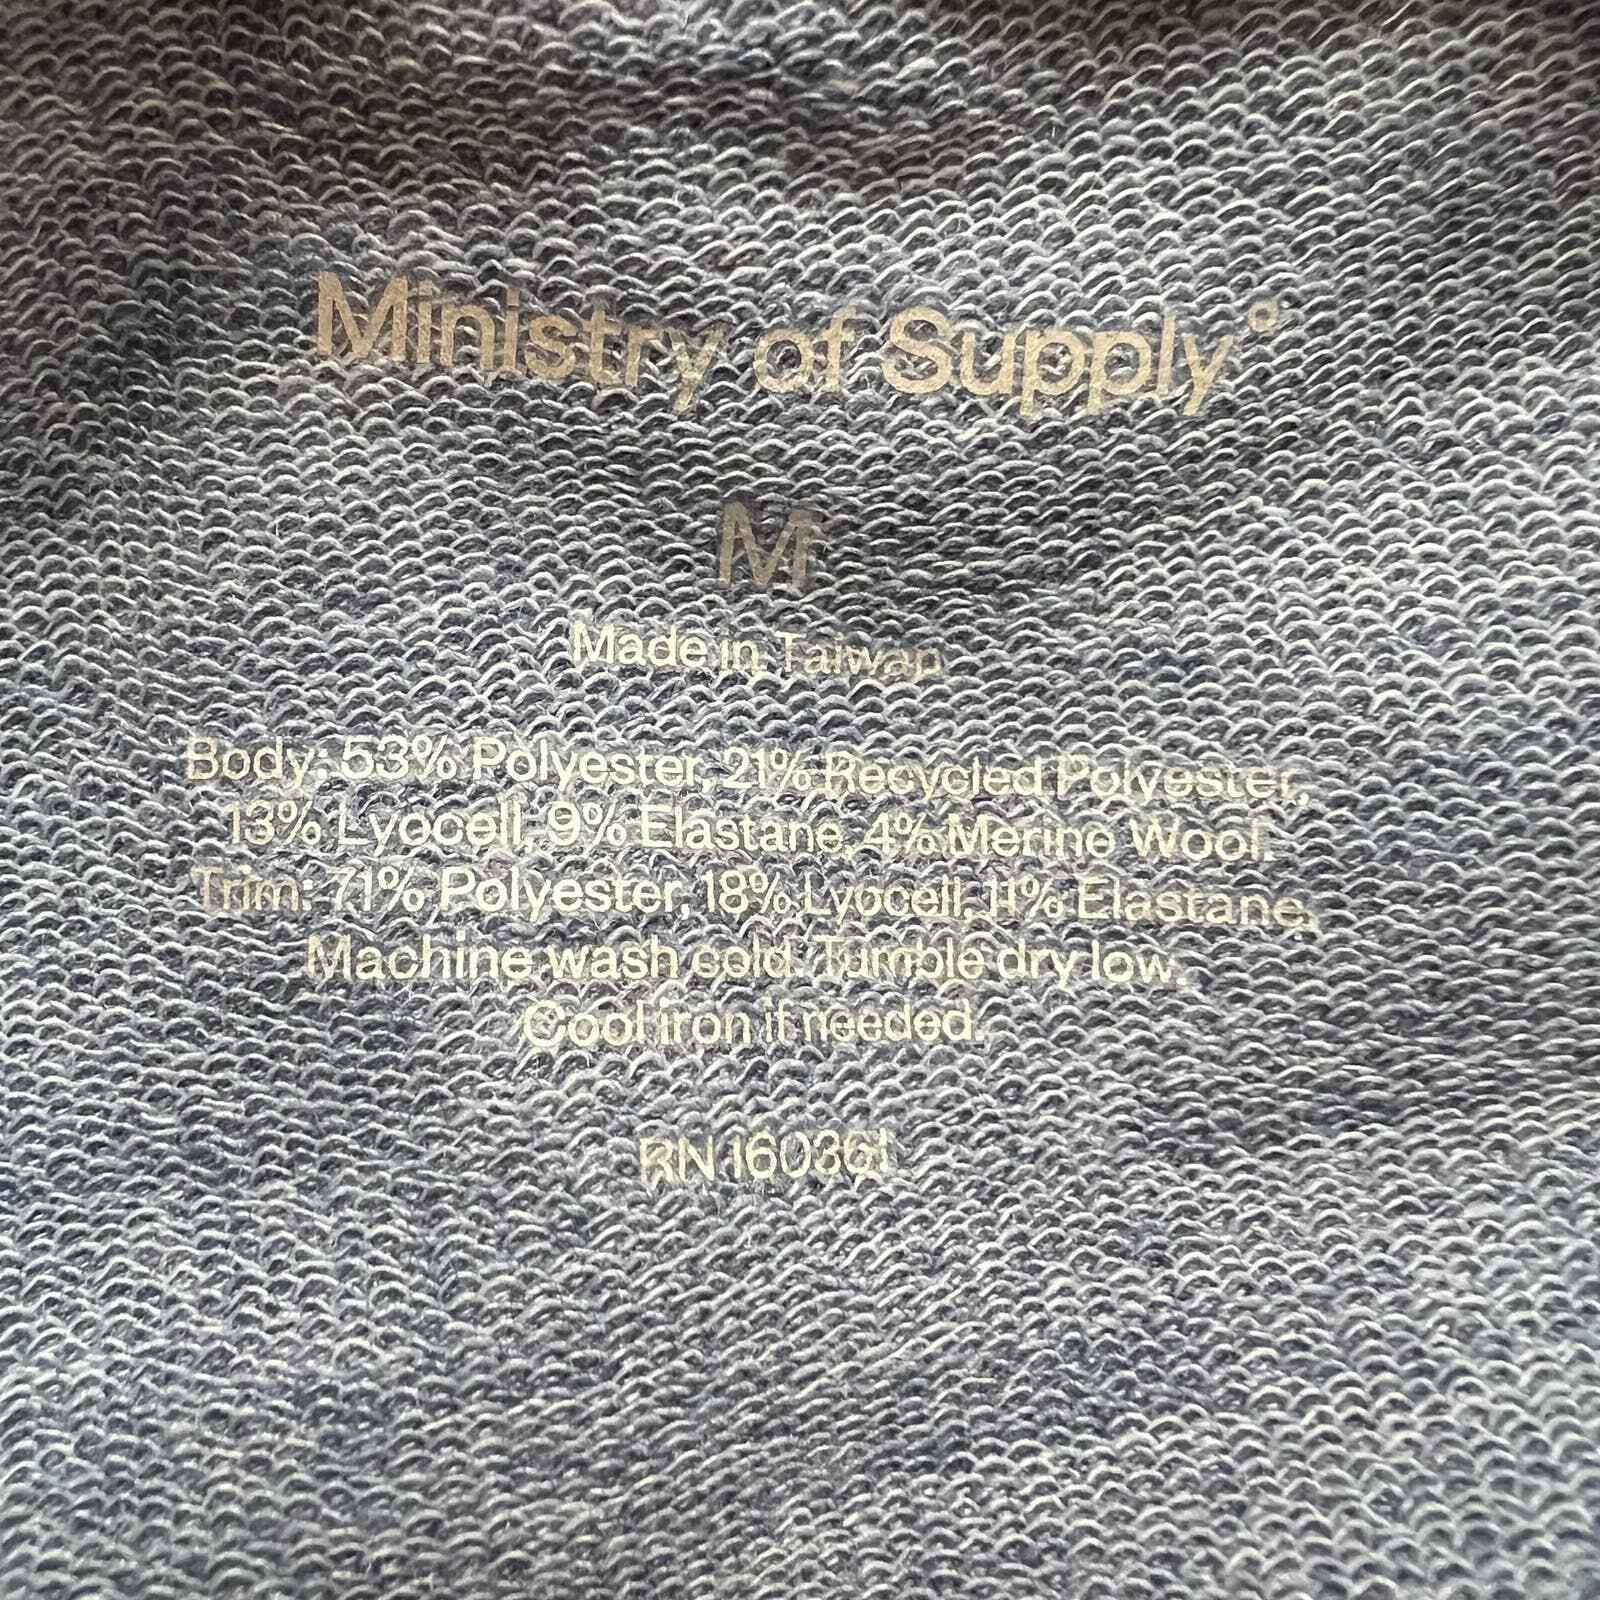 Ministry of Supply°
M
Made in Taiwan
Body: 53% Polyester, 21% Recycled Polyester,
13% Lyocell, 9% Elastane, 4% Merino Wool.
Trim: 71% Polyester, 18% Lyocell, 11% Elastane.
Machine wash cold. Tumble dry low.
Cool iron if needed.
RN 160361